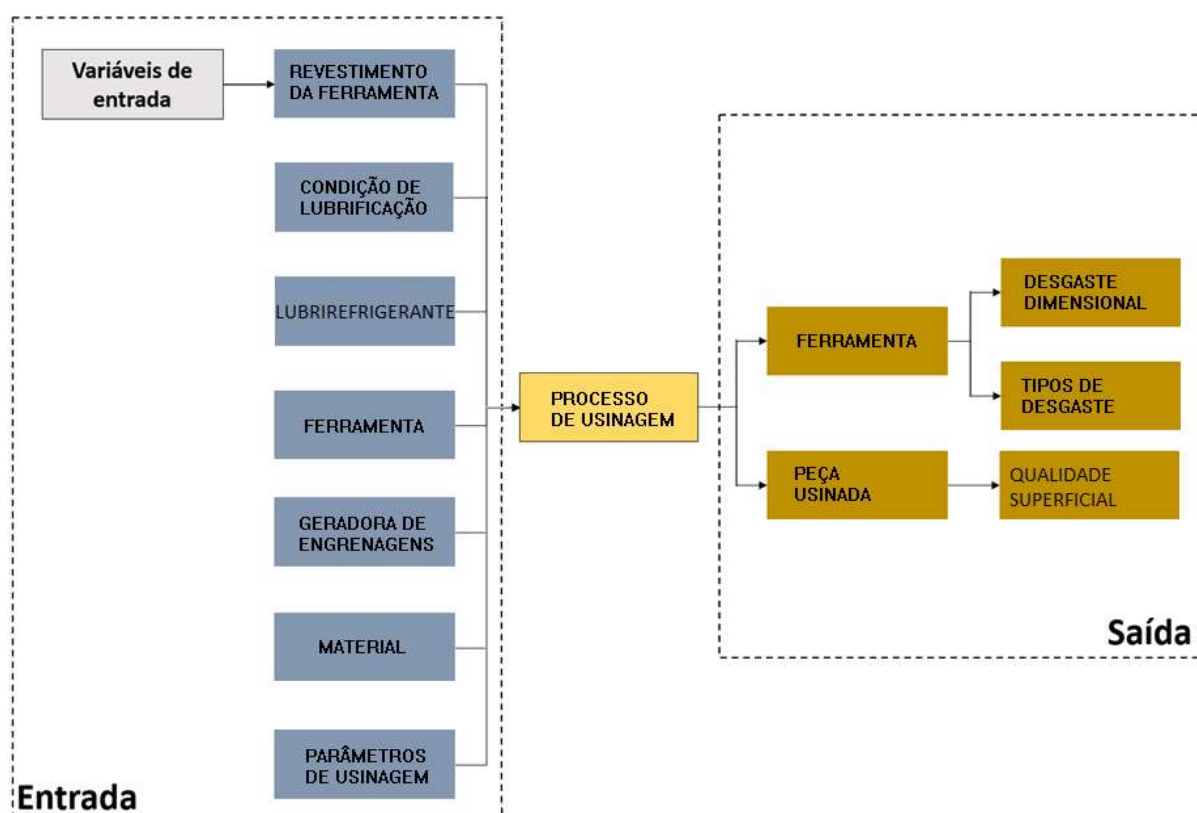 Variáveis de
entrada
REVESTIMENTO
DA FERRAMENTA
CONDIÇÃO DE
LUBRIFICAÇÃO
LUBRIREFRIGERANTE
FERRAMENTA
GERADORA DE
ENGRENAGENS
MATERIAL
PARÂMETROS
DE USINAGEM
Entrada
PROCESSO
DE USINAGEM
FERRAMENTA
DESGASTE
DIMENSIONAL
TIPOS DE
DESGASTE
PEÇA
USINADA
QUALIDADE
SUPERFICIAL
Saída